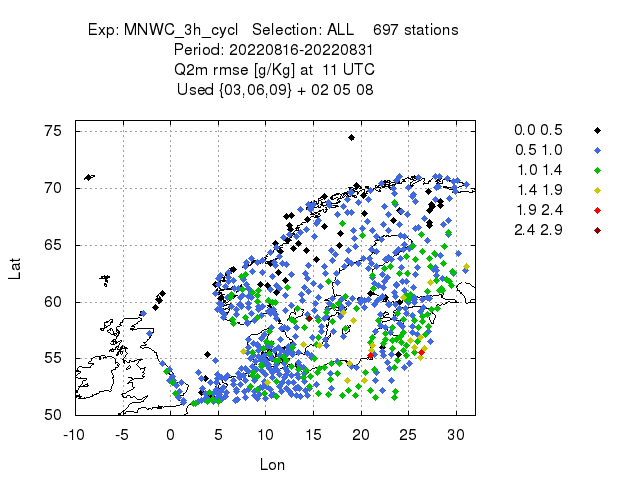 Exp: MNWC_3h_cycl   Selection: ALL    697 stations
Period: 20220816-20220831
Q2m rmse [g/Kg] at  11 UTC
Used {03,06,09} + 02 05 08
0.0 0.5
0.5 1.0
1.0 1.4
1.4 1.9
1.9 2.4
2.4 2.9
75
70
65
60
55
50
Lat
-10 -5 0 5 10 15 20 25 30
Lon